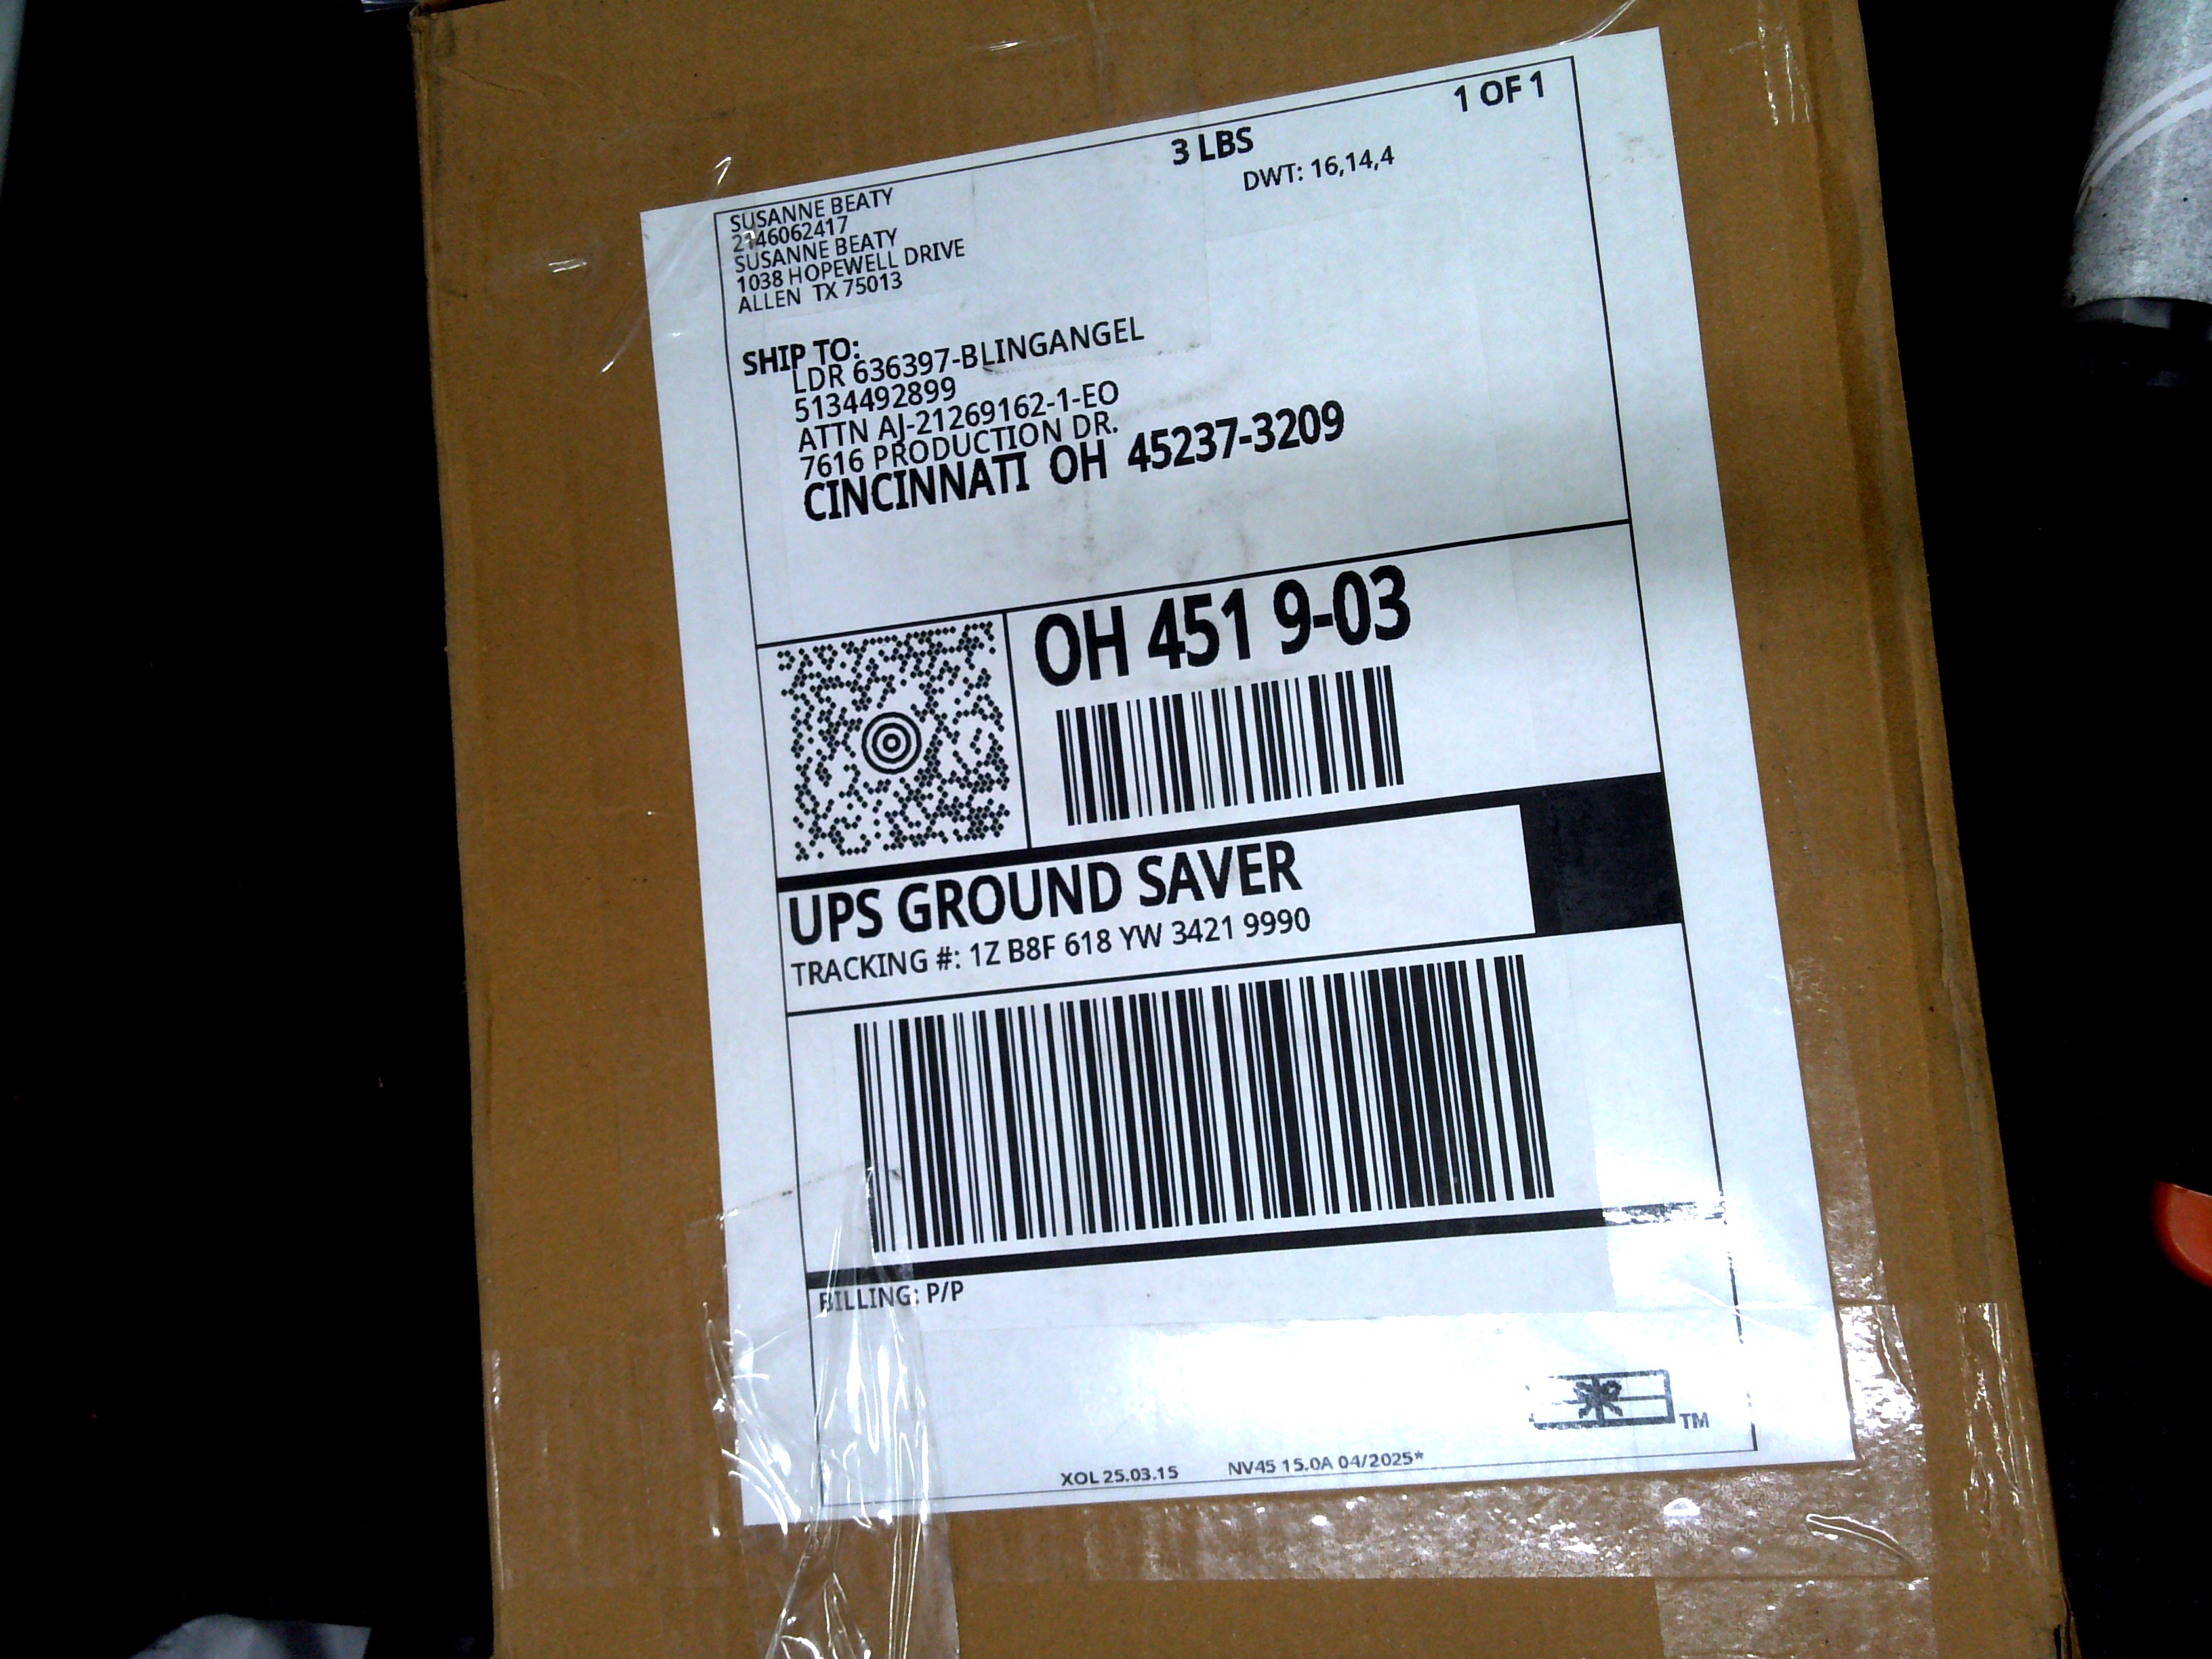 1 OF 1
3 LBS
DWT: 16,14,4
SUSANNE BEATY
2146062417
SUSANNE BEATY
1038 HOPEWELL DRIVE
ALLEN TX 75013
SHIP TO:
LDR 636397-BLINGANGEL
5134492899
ATTN AJ-21269162-1-EO
7616 PRODUCTION DR.
CINCINNATI OH 45237-3209
OH 451 9-03
UPS GROUND SAVER
TRACKING #: 1Z B8F 618 YW 3421 9990
BILLING: P/P
TM
XOL 25.03.15 NV45 15.0A 04/2025*